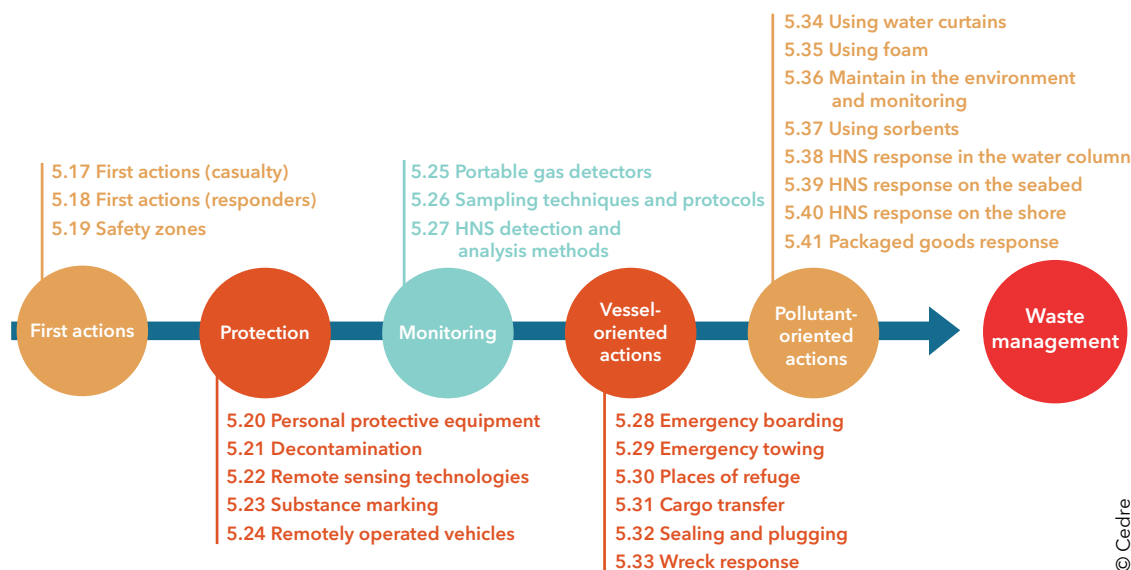 5.34 Using water curtains
5.35 Using foam
5.36 Maintain in the environment
and monitoring
5.37 Using sorbents
5.38 HNS response in the water column
5.39 HNS response on the seabed
5.40 HNS response on the shore
5.41 Packaged goods response
5.17 First actions (casualty)
5.18 First actions (responders)
5.19 Safety zones
5.25 Portable gas detectors
5.26 Sampling techniques and protocols
5.27 HNS detection and
analysis methods
First actions
Protection
Monitoring
Vessel-
oriented
actions
Pollutant-
oriented
actions
Waste
management
5.20 Personal protective equipment
5.21 Decontamination
5.22 Remote sensing technologies
5.23 Substance marking
5.24 Remotely operated vehicles
5.28 Emergency boarding
5.29 Emergency towing
5.30 Places of refuge
5.31 Cargo transfer
5.32 Sealing and plugging
5.33 Wreck response
© Cedre